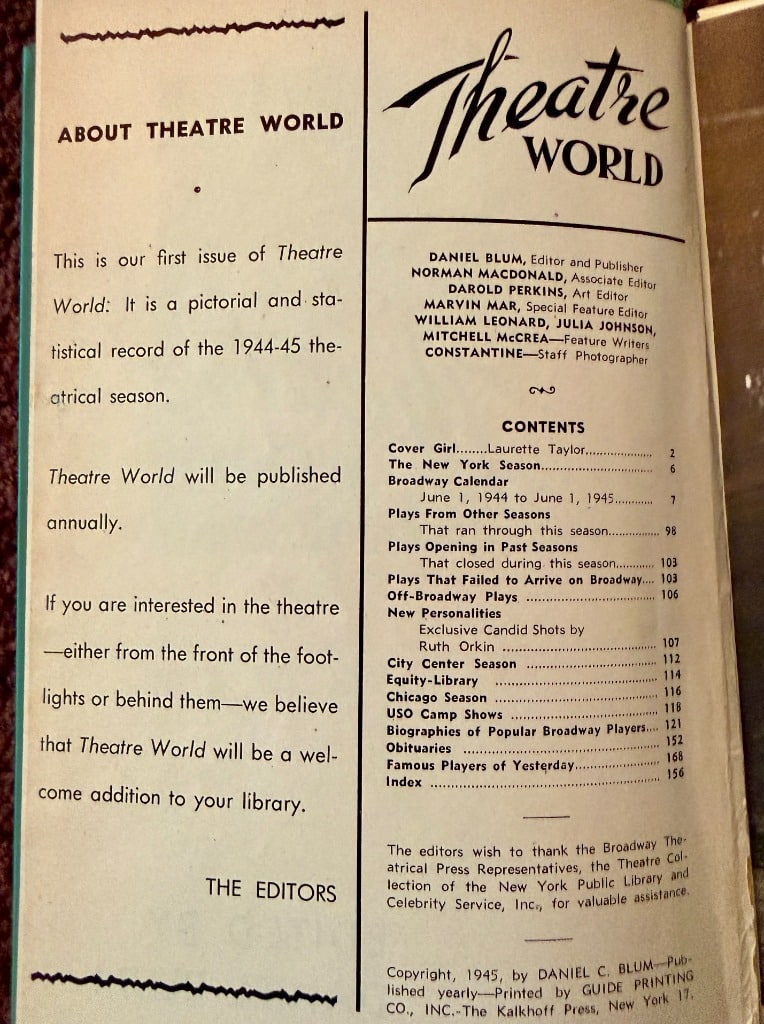 ABOUT THEATRE WORLD
This is our first issue of Theatre
World: It is a pictorial and sta-
tistical record of the 1944-45 the-
atrical season.
Theatre World will be published
annually.
If you are interested in the theatre
—either from the front of the foot-
lights or behind them—we believe
that Theatre World will be a wel-
come addition to your library.
THE EDITORS
Theatre
WORLD
DANIEL BLUM, Editor and Publisher
NORMAN MACDONALD, Associate Editor
DAROLD PERKINS, Art Editor
MARVIN MAR, Special Feature Editor
WILLIAM LEONARD, JULIA JOHNSON,
MITCHELL McCREA—Feature Writers
CONSTANTINE—Staff Photographer
CONTENTS
Cover Girl........Laurette Taylor.................... 2
The New York Season.................................. 6
Broadway Calendar
June 1, 1944 to June 1, 1945............ 7
Plays From Other Seasons
That ran through this season............... 98
Plays Opening in Past Seasons
That closed during this season............ 103
Plays That Failed to Arrive on Broadway.... 103
Off-Broadway Plays ................................. 106
New Personalities
Exclusive Candid Shots by
Ruth Orkin ........................................ 107
City Center Season ................................. 112
Equity-Library ........................................ 114
Chicago Season ....................................... 116
USO Camp Shows .................................... 118
Biographies of Popular Broadway Players.... 121
Obituaries ................................................ 152
Famous Players of Yesterday...................... 168
Index ...................................................... 156
The editors wish to thank the Broadway The-
atrical Press Representatives, the Theatre Col-
lection of the New York Public Library and
Celebrity Service, Inc., for valuable assistance.
Copyright, 1945, by DANIEL C. BLUM—Pub-
lished yearly—Printed by GUIDE PRINTING
CO., INC.-The Kalkhoff Press, New York 17.